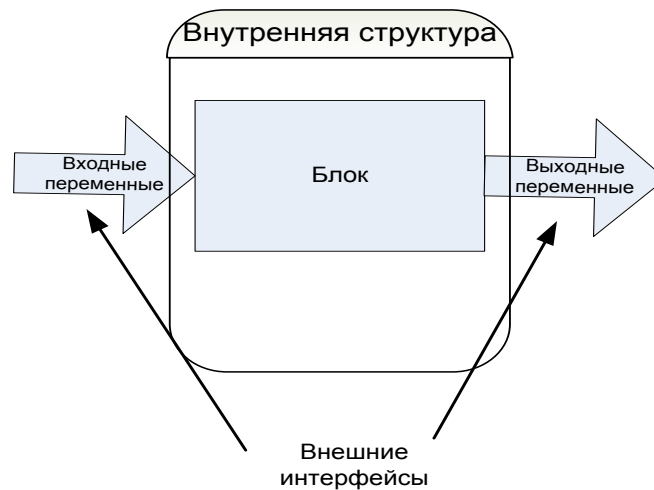 Внутренняя структура
Входные
переменные
Блок
Выходные
переменные
Внешние
интерфейсы